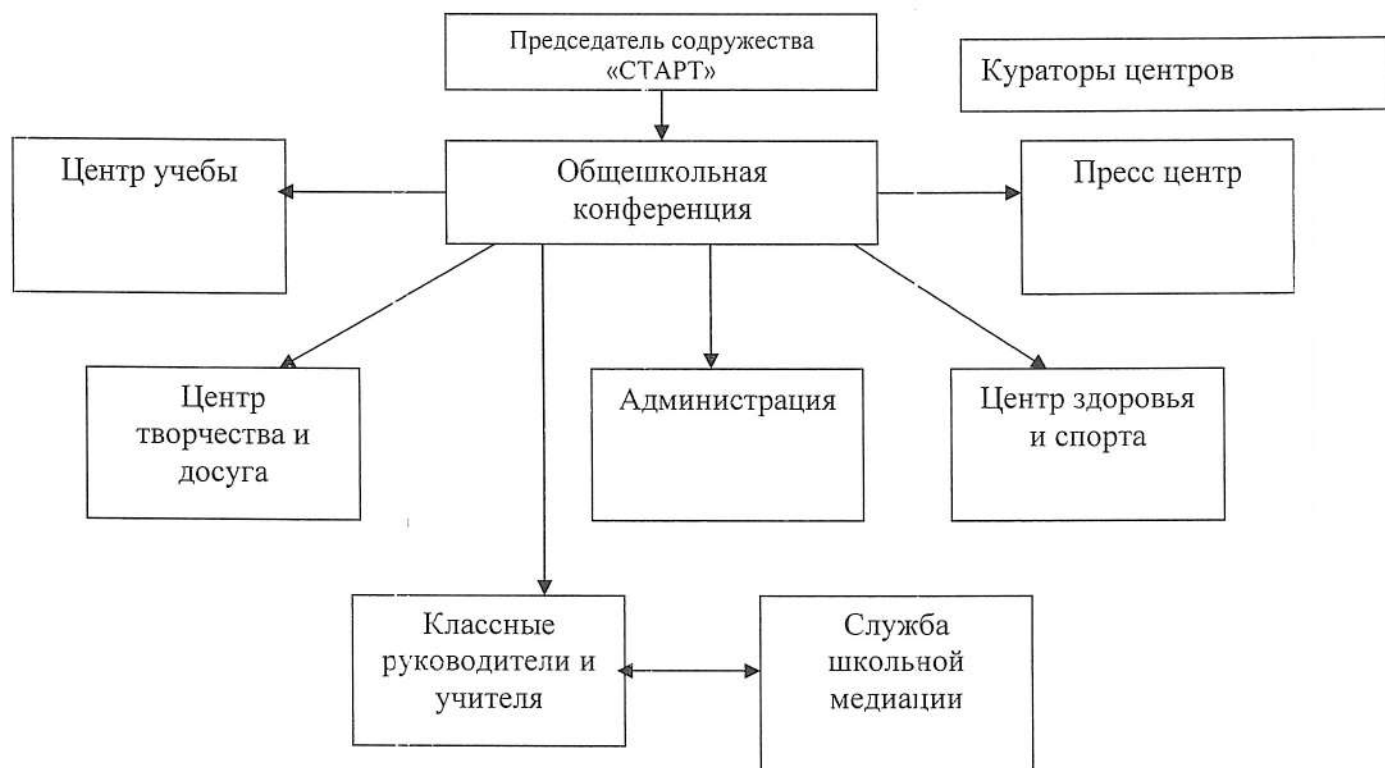 Председатель содружества
«СТАРТ»
Кураторы центров
Центр учебы
Общешкольная
конференция
Пресс центр
Центр
творчества и
досуга
Администрация
Центр здоровья
и спорта
Классные
руководители и
учителя
Служба
школьной
медиации